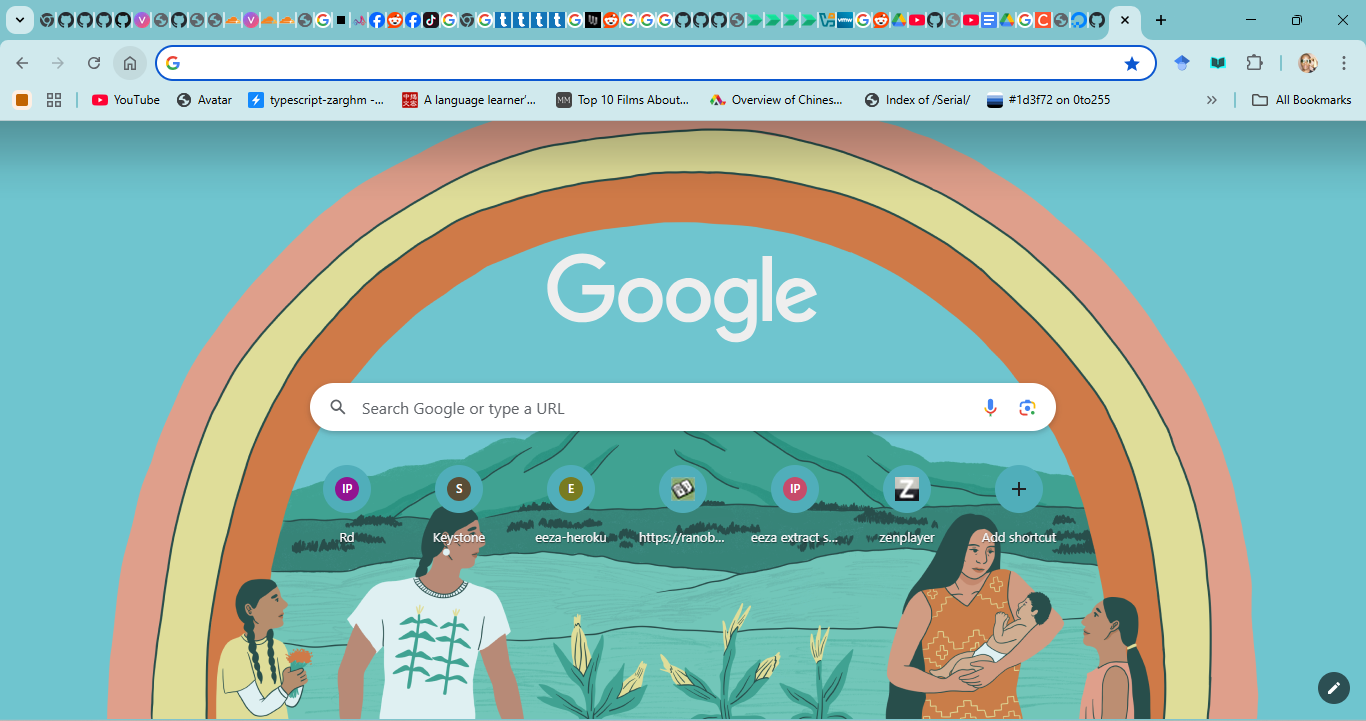 YouTube
Avatar
typescript-zarghm -...
A language learner'...
Top 10 Films About...
Overview of Chines...
Index of /Serial/
#1d3f72 on 0to255
All Bookmarks
Google
Search Google or type a URL
IP
S
E
IP
Z
Rd
Keystone
eeza-heroku
https://ranob...
eeza extract s...
zenplayer
Add shortcut